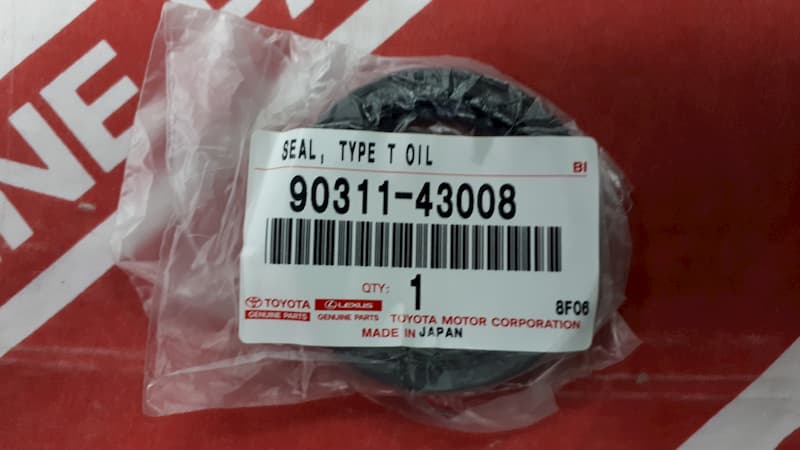 INE
SEAL, TYPE T OIL
BI
90311-43008
QTY: 1
8F06
TOYOTA LEXUS
GENUINE PARTS GENUINE PARTS TOYOTA MOTOR CORPORATION
MADE IN JAPAN